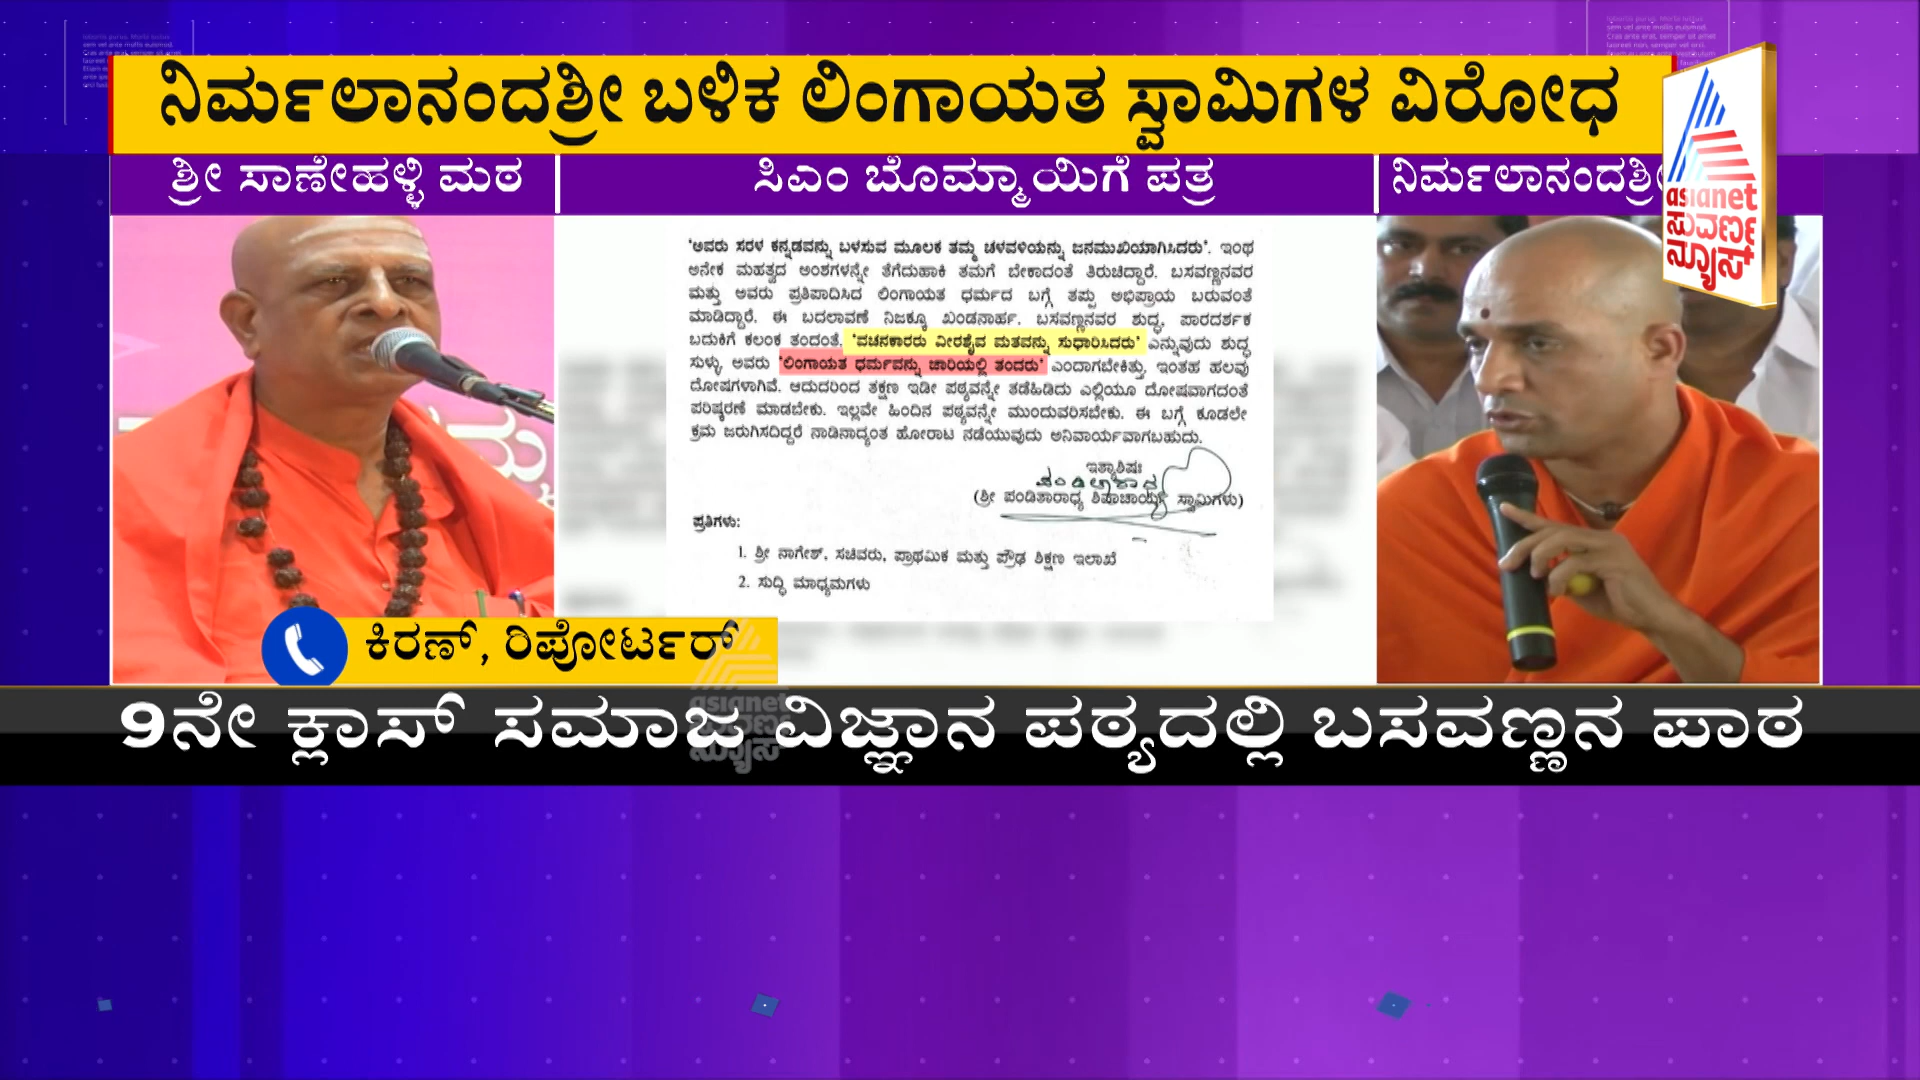 ನಿರ್ಮಲಾನಂದಶ್ರೀ ಬಳಿಕ ಲಿಂಗಾಯತ ಸ್ವಾಮಿಗಳ ವಿರೋಧ
ಶ್ರೀ ಸಾಣೇಹಳ್ಳಿ ಮಠ
ಸಿಎಂ ಬೊಮ್ಮಾಯಿಗೆ ಪತ್ರ
ನಿರ್ಮಲಾನಂದಶ್ರೀ
asianet
ಸುವರ್ಣ
ನ್ಯೂಸ್
'ಅವರು ಸರಳ ಕನ್ನಡವನ್ನು ಬಳಸುವ ಮೂಲಕ ತಮ್ಮ ಚಳವಳಿಯನ್ನು ಜನಮುಖಿಯಾಗಿಸಿದರು'. ಇಂಥ
ಅನೇಕ ಮಹತ್ವದ ಅಂಶಗಳನ್ನೇ ತೆಗೆದುಹಾಕಿ ತಮಗೆ ಬೇಕಾದಂತೆ ತಿರುಚಿದ್ದಾರೆ. ಬಸವಣ್ಣನವರ
ಮತ್ತು ಅವರು ಪ್ರತಿಪಾದಿಸಿದ ಲಿಂಗಾಯತ ಧರ್ಮದ ಬಗ್ಗೆ ತಪ್ಪು ಅಭಿಪ್ರಾಯ ಬರುವಂತೆ
ಮಾಡಿದ್ದಾರೆ. ಈ ಬದಲಾವಣೆ ನಿಜಕ್ಕೂ ಖಂಡನಾರ್ಹ. ಬಸವಣ್ಣನವರ ಶುದ್ಧ, ಪಾರದರ್ಶಕ
ಬದುಕಿಗೆ ಕಲಂಕ ತಂದಂತೆ. 'ವಚನಕಾರರು ವೀರಶೈವ ಮತವನ್ನು ಸುಧಾರಿಸಿದರು' ಎನ್ನುವುದು ಶುದ್ಧ
ಸುಳ್ಳು. ಅವರು 'ಲಿಂಗಾಯತ ಧರ್ಮವನ್ನು ಜಾರಿಯಲ್ಲಿ ತಂದರು' ಎಂದಾಗಬೇಕಿತ್ತು. ಇಂತಹ ಹಲವು
ದೋಷಗಳಾಗಿವೆ. ಆದುದರಿಂದ ತಕ್ಷಣ ಇಡೀ ಪಠ್ಯವನ್ನೇ ತಡೆಹಿಡಿದು ಎಲ್ಲಿಯೂ ದೋಷವಾಗದಂತೆ
ಪರಿಷ್ಕರಣೆ ಮಾಡಬೇಕು. ಇಲ್ಲವೇ ಹಿಂದಿನ ಪಠ್ಯವನ್ನೇ ಮುಂದುವರಿಸಬೇಕು. ಈ ಬಗ್ಗೆ ಕೂಡಲೇ
ಕ್ರಮ ಜರುಗಿಸದಿದ್ದರೆ ನಾಡಿನಾದ್ಯಂತ ಹೋರಾಟ ನಡೆಯುವುದು ಅನಿವಾರ್ಯವಾಗಬಹುದು.
ಇತ್ಯಾಶಿಷಃ
(ಶ್ರೀ ಪಂಡಿತಾರಾಧ್ಯ ಶಿವಾಚಾರ್ಯ ಸ್ವಾಮಿಗಳು)
ಪ್ರತಿಗಳು:
1. ಶ್ರೀ ನಾಗೇಶ್, ಸಚಿವರು, ಪ್ರಾಥಮಿಕ ಮತ್ತು ಪ್ರೌಢ ಶಿಕ್ಷಣ ಇಲಾಖೆ
2. ಸುದ್ಧಿ ಮಾಧ್ಯಮಗಳು
ಕಿರಣ್, ರಿಪೋರ್ಟರ್
9ನೇ ಕ್ಲಾಸ್ ಸಮಾಜ ವಿಜ್ಞಾನ ಪಠ್ಯದಲ್ಲಿ ಬಸವಣ್ಣನ ಪಾಠ